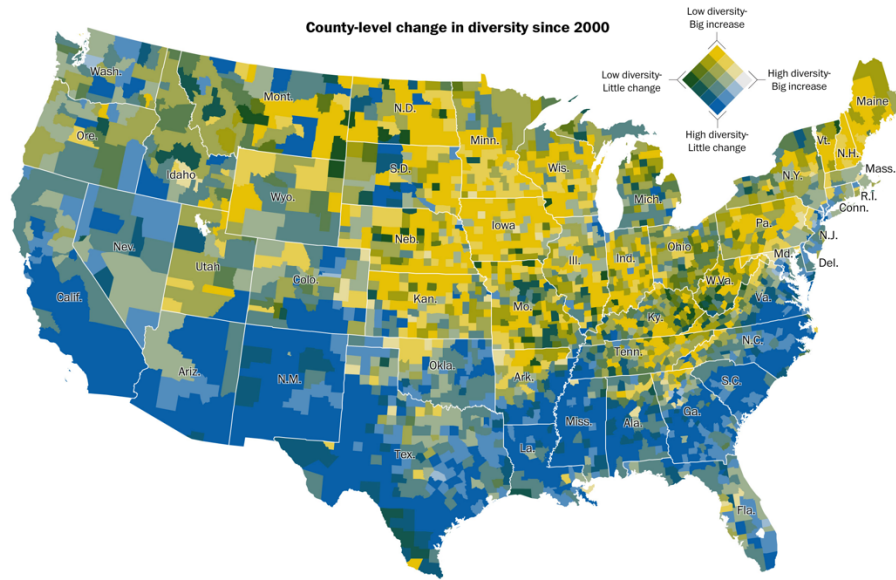 County-level change in diversity since 2000
Low diversity-
Big increase
Low diversity-
Little change
High diversity-
Big increase
High diversity-
Little change
Wash.
Mont.
N.D.
Minn.
Maine
Ore.
Idaho
S.D.
Wis.
Vt.
N.H.
Mass.
Wyo.
Mich.
N.Y.
R.I.
Conn.
Nev.
Utah
Neb.
Iowa
Pa.
N.J.
Colo.
Ill.
Ind.
Ohio
Md.
Del.
Calif.
Kan.
Mo.
W.Va.
Va.
Ky.
Ariz.
N.M.
Okla.
Ark.
Tenn.
N.C.
S.C.
Tex.
La.
Miss.
Ala.
Ga.
Fla.